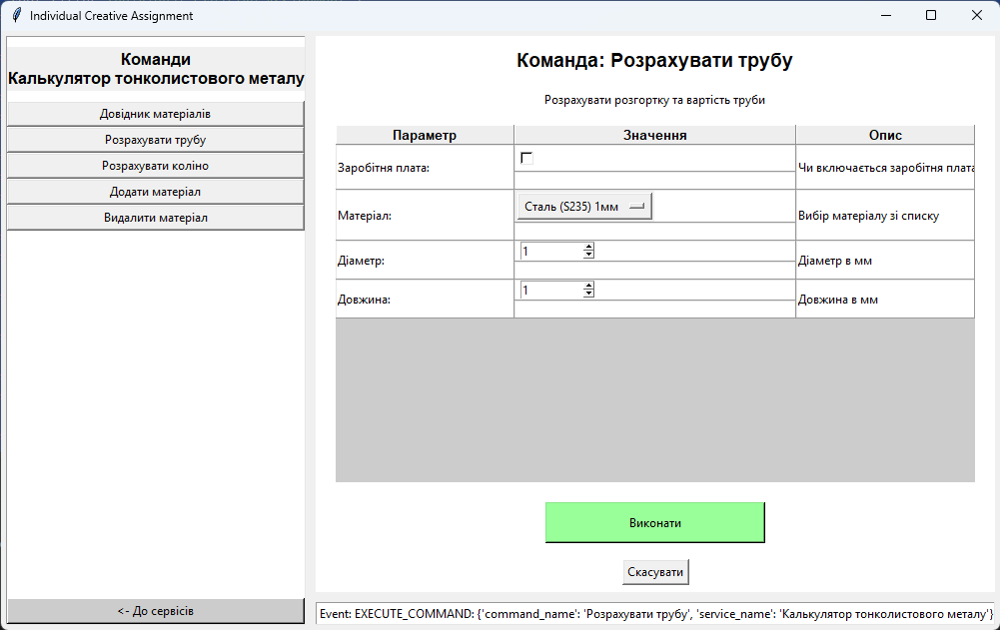 Individual Creative Assignment
Команди
Калькулятор тонколистового металу
Довідник матеріалів
Розрахувати трубу
Розрахувати коліно
Додати матеріал
Видалити матеріал
<- До сервісів
Команда: Розрахувати трубу
Розрахувати розгортку та вартість труби
Параметр Значення Опис
Заробітня плата: Чи включається заробітня плата
Матеріал: Сталь (S235) 1мм Вибір матеріалу зі списку
Діаметр: 1 Діаметр в мм
Довжина: 1 Довжина в мм
Виконати
Скасувати
Event: EXECUTE_COMMAND: {'command_name': 'Розрахувати трубу', 'service_name': 'Калькулятор тонколистового металу'}